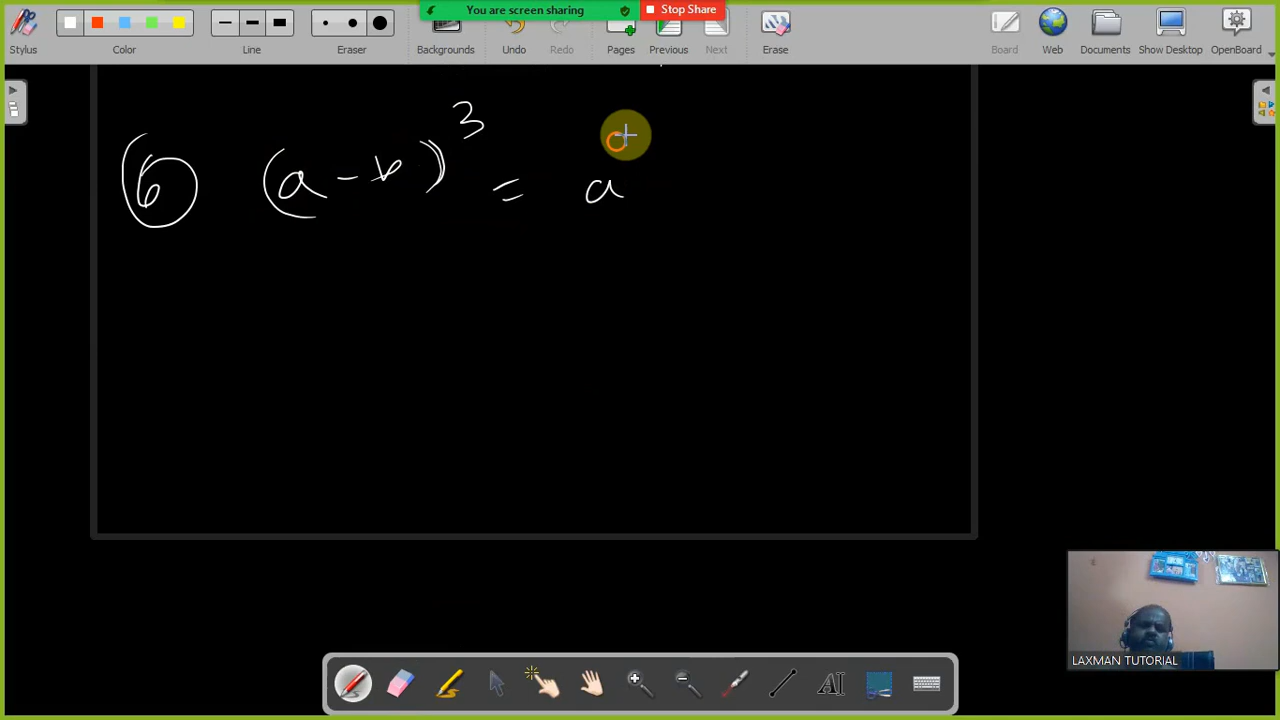 You are screen sharing Stop Share
Stylus Color Line Eraser Backgrounds Undo Redo Pages Previous Next Erase Board Web Documents Show Desktop OpenBoard
6 (a-b)³ = a
LAXMAN TUTORIAL
AI